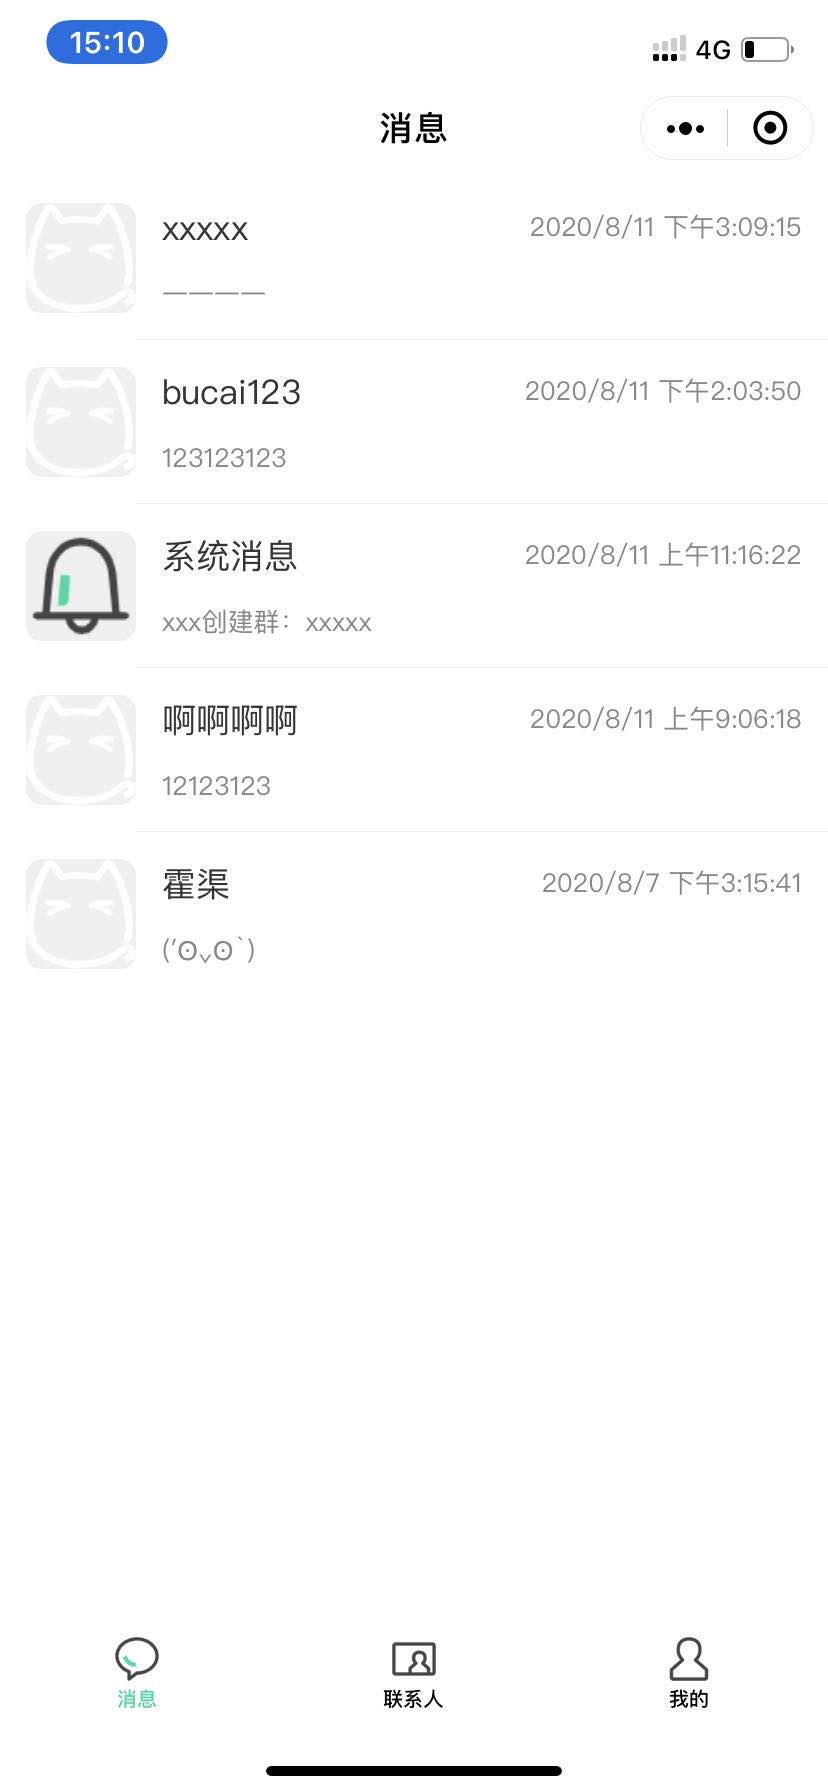 15:10
4G
消息
xxxxx
2020/8/11 下午3:09:15
————
bucai123
2020/8/11 下午2:03:50
123123123
系统消息
2020/8/11 上午11:16:22
xxx创建群：xxxxx
啊啊啊啊
2020/8/11 上午9:06:18
12123123
霍渠
2020/8/7 下午3:15:41
(′ʘ⌄ʘ‵)
消息
联系人
我的